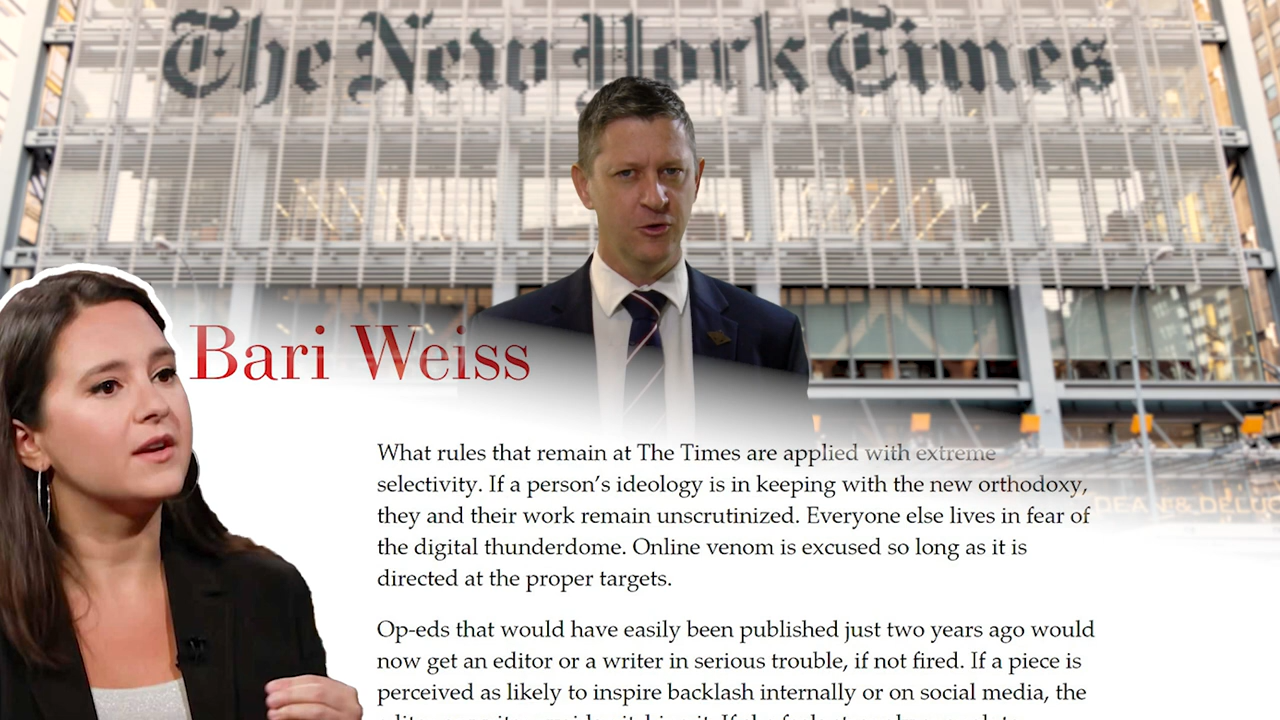 The New York Times
Bari Weiss
What rules that remain at The Times are applied with extreme
selectivity. If a person's ideology is in keeping with the new orthodoxy,
they and their work remain unscrutinized. Everyone else lives in fear of
the digital thunderdome. Online venom is excused so long as it is
directed at the proper targets.
DEAN & DELUC
Op-eds that would have easily been published just two years ago would
now get an editor or a writer in serious trouble, if not fired. If a piece is
perceived as likely to inspire backlash internally or on social media, the